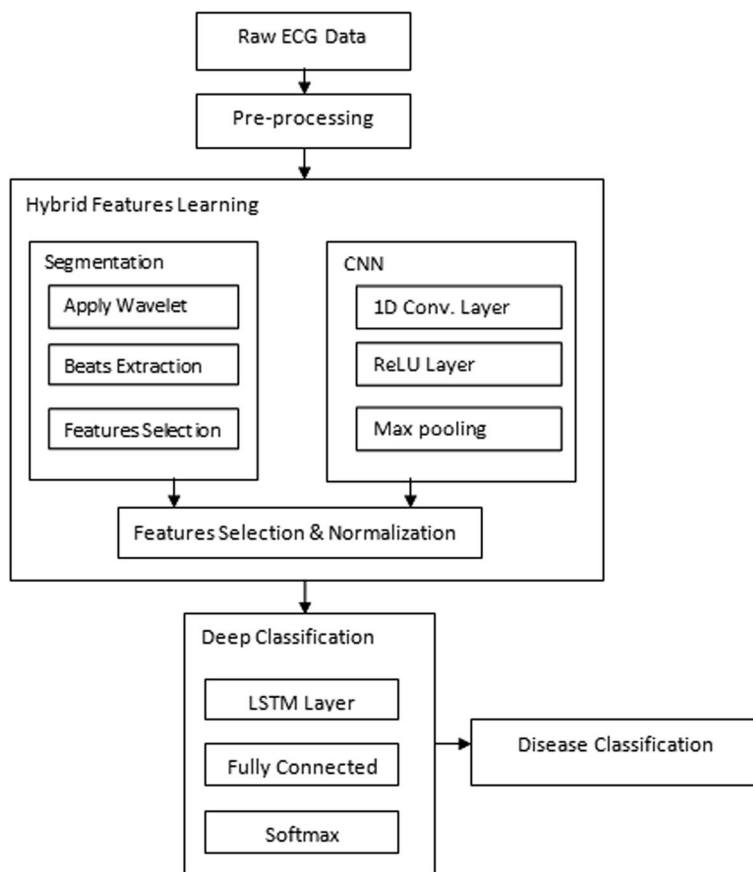 Raw ECG Data
Pre-processing
Hybrid Features Learning
Segmentation
Apply Wavelet
Beats Extraction
Features Selection
CNN
1D Conv. Layer
ReLU Layer
Max pooling
Features Selection & Normalization
Deep Classification
LSTM Layer
Fully Connected
Softmax
Disease Classification